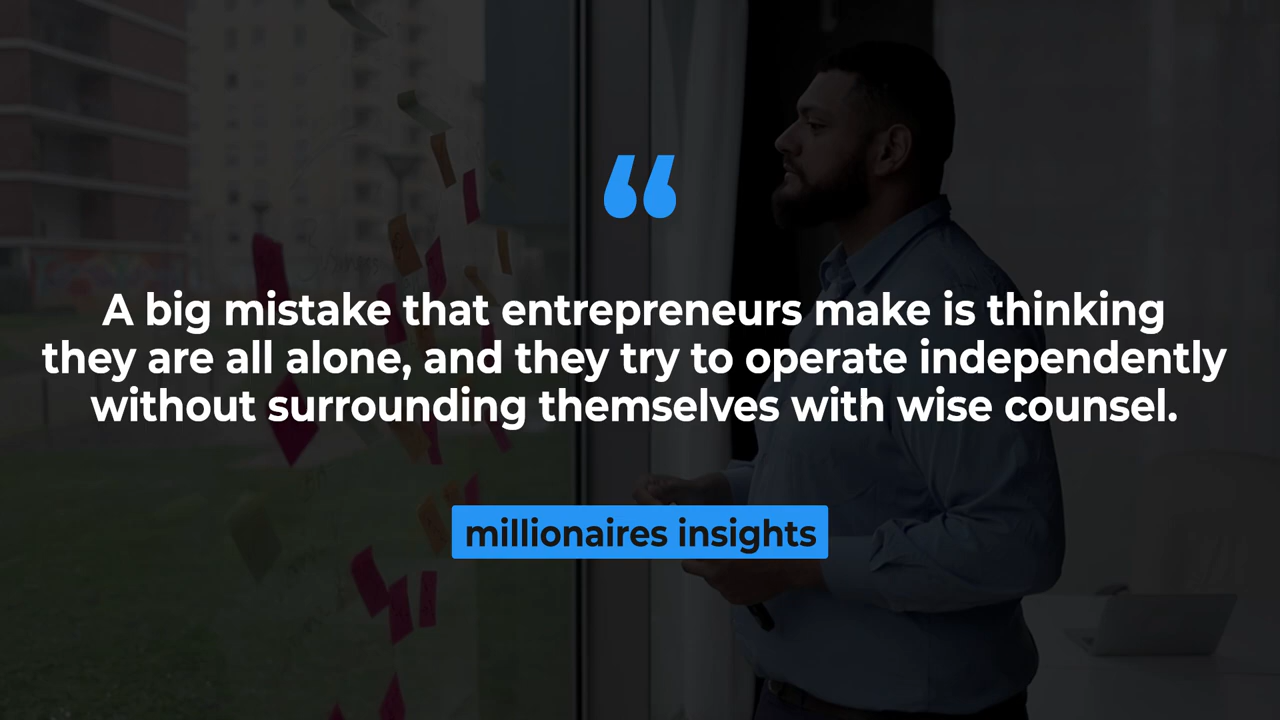 “
A big mistake that entrepreneurs make is thinking
they are all alone, and they try to operate independently
without surrounding themselves with wise counsel.
millionaires insights